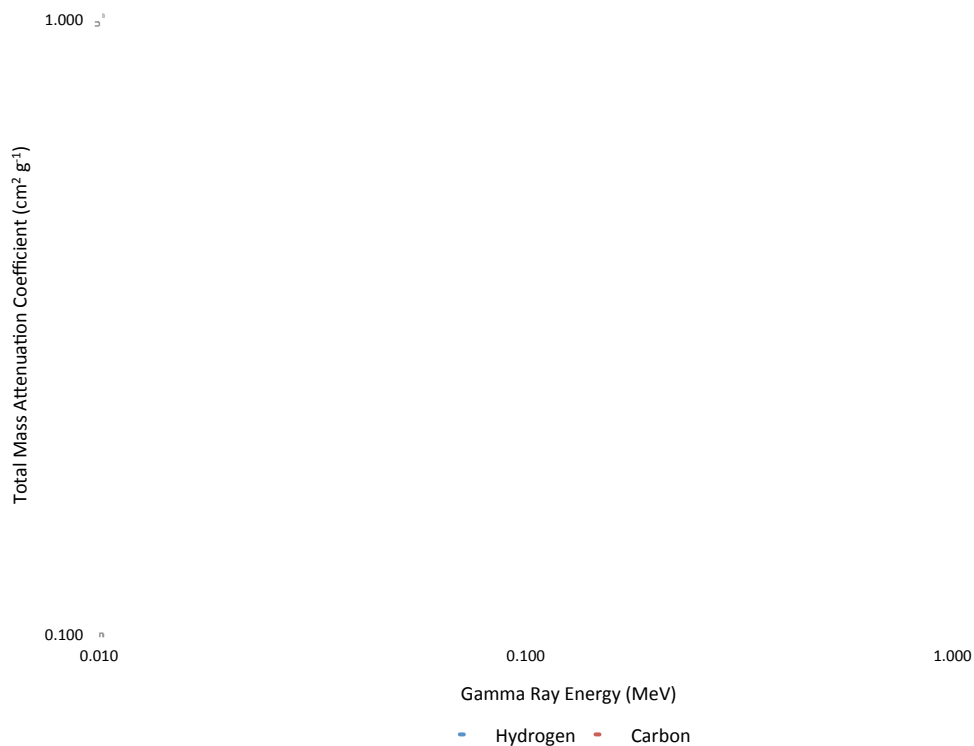 1.000
Total Mass Attenuation Coefficient (cm² g⁻¹)
0.100
0.010 0.100 1.000
Gamma Ray Energy (MeV)
Hydrogen Carbon